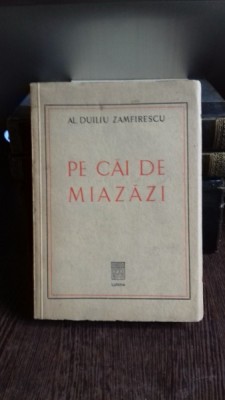 AL. DUILIU ZAMFIRESCU
PE CĂI DE
MIAZĂZI